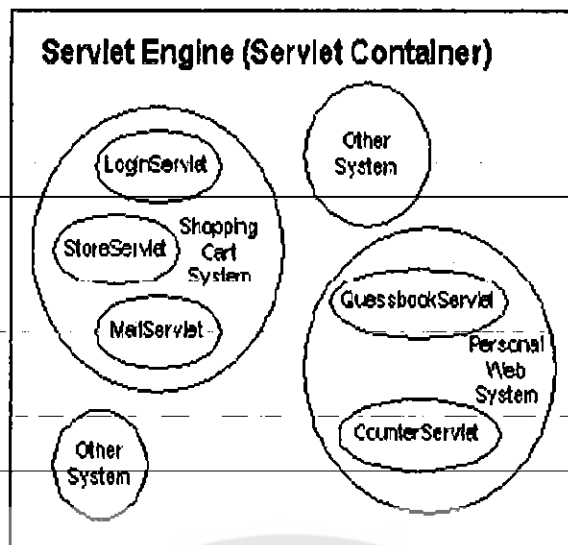 Servlet Engine (Servlet Container)
LoginServlet
StoreServlet
Shopping
Cart
System
MailServlet
Other
System
GuessbookServlet
Personal
Web
System
CounterServlet
Other
System